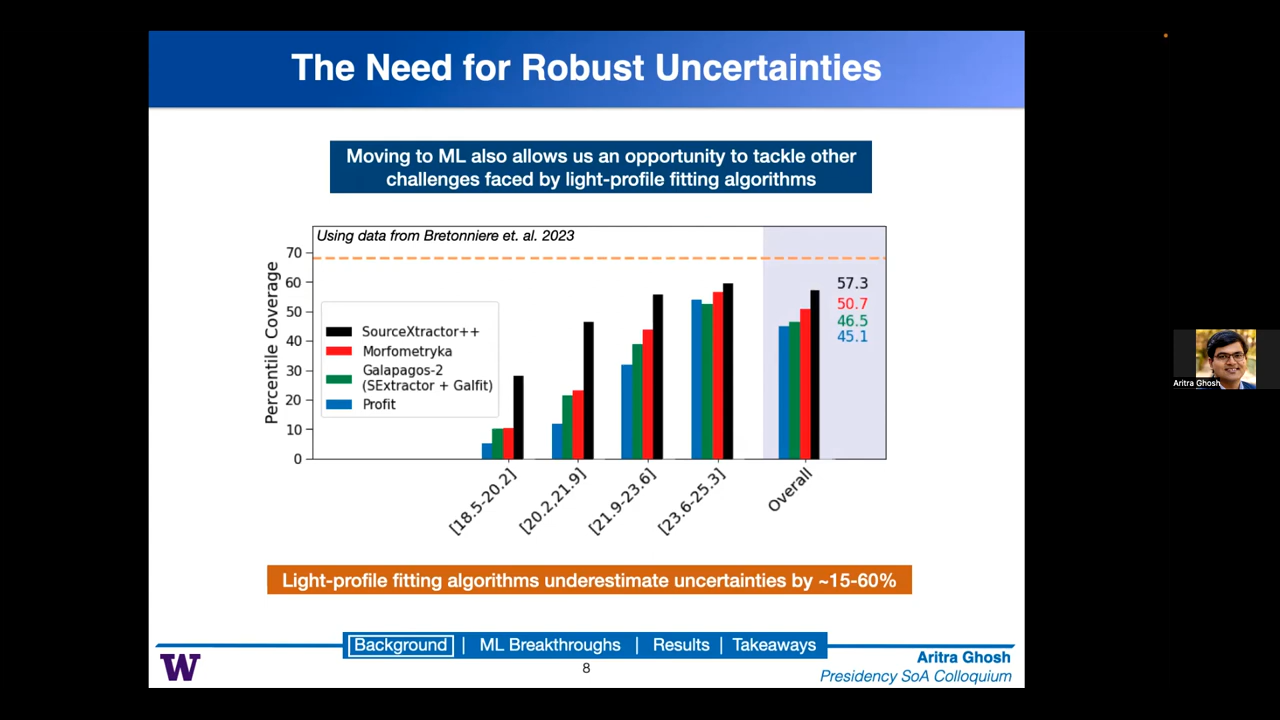 The Need for Robust Uncertainties
Moving to ML also allows us an opportunity to tackle other
challenges faced by light-profile fitting algorithms
Using data from Bretonniere et. al. 2023
Percentile Coverage
70
60
50
40
30
20
10
0
SourceXtractor++
Morfometryka
Galapagos-2
(SExtractor + Galfit)
Profit
57.3
50.7
46.5
45.1
[18.5-20.2]
[20.2,21.9]
[21.9-23.6]
[23.6-25.3]
Overall
Light-profile fitting algorithms underestimate uncertainties by ~15-60%
Background | ML Breakthroughs | Results | Takeaways
W
8
Aritra Ghosh
Presidency SoA Colloquium
Aritra Ghosh